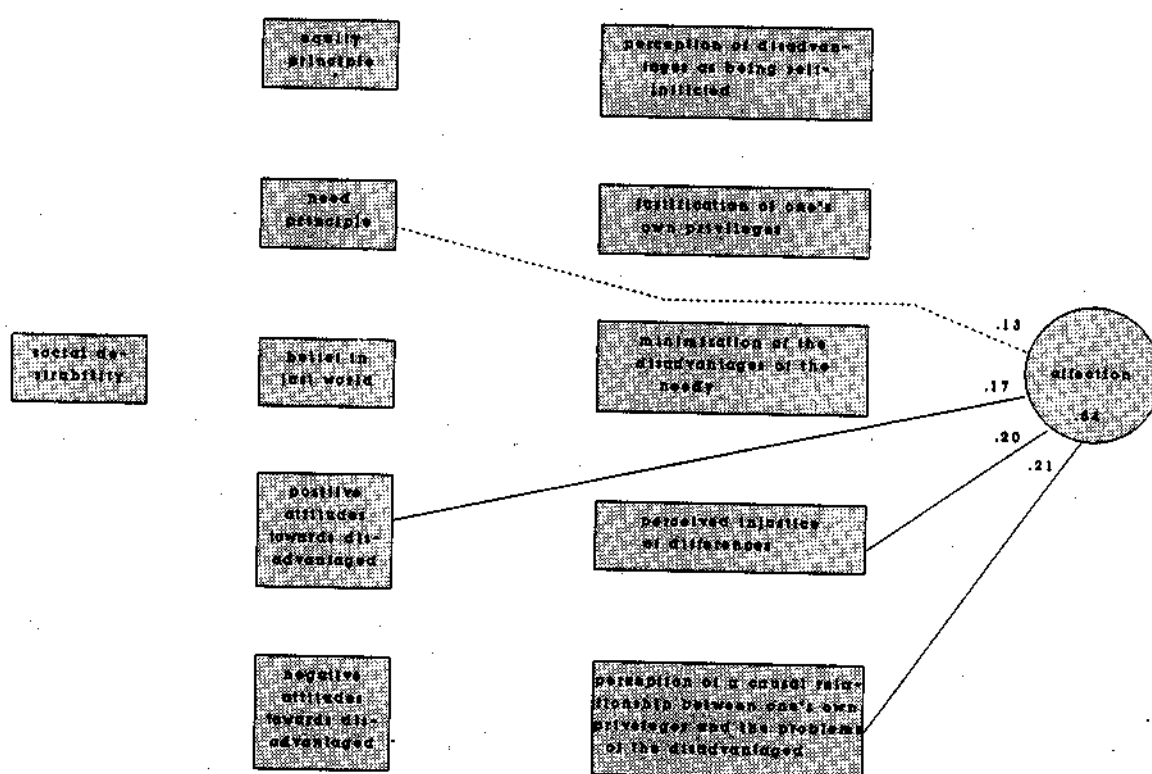 equity
principle
perception of disadvan-
tages as being self-
inflicted
need
principle
justification of one's
own privileges
.13
social de-
sirability
belief in
just world
minimization of the
disadvantages of the
needy
affection
.17
.20
.21
positive
attitudes
towards dis-
advantaged
perceived injustice
of differences
negative
attitudes
towards dis-
advantaged
perception of a causal rela-
tionship between one's own
privileges and the problems
of the disadvantaged